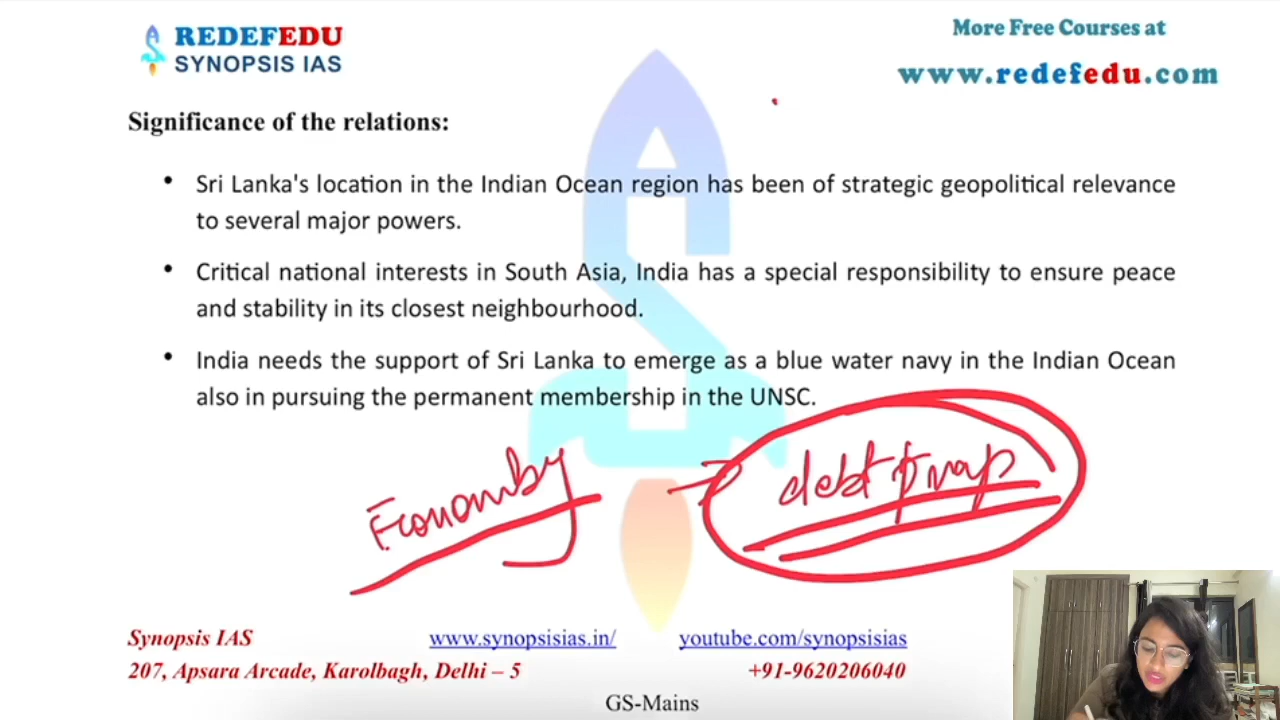 REDEFEDU
SYNOPSIS IAS
More Free Courses at
www.redefedu.com
Significance of the relations:
• Sri Lanka's location in the Indian Ocean region has been of strategic geopolitical relevance
to several major powers.
• Critical national interests in South Asia, India has a special responsibility to ensure peace
and stability in its closest neighbourhood.
• India needs the support of Sri Lanka to emerge as a blue water navy in the Indian Ocean
also in pursuing the permanent membership in the UNSC.
→ debt trap
Synopsis IAS
www.synopsisias.in/
youtube.com/synopsisias
207, Apsara Arcade, Karolbagh, Delhi – 5
+91-9620206040
GS-Mains